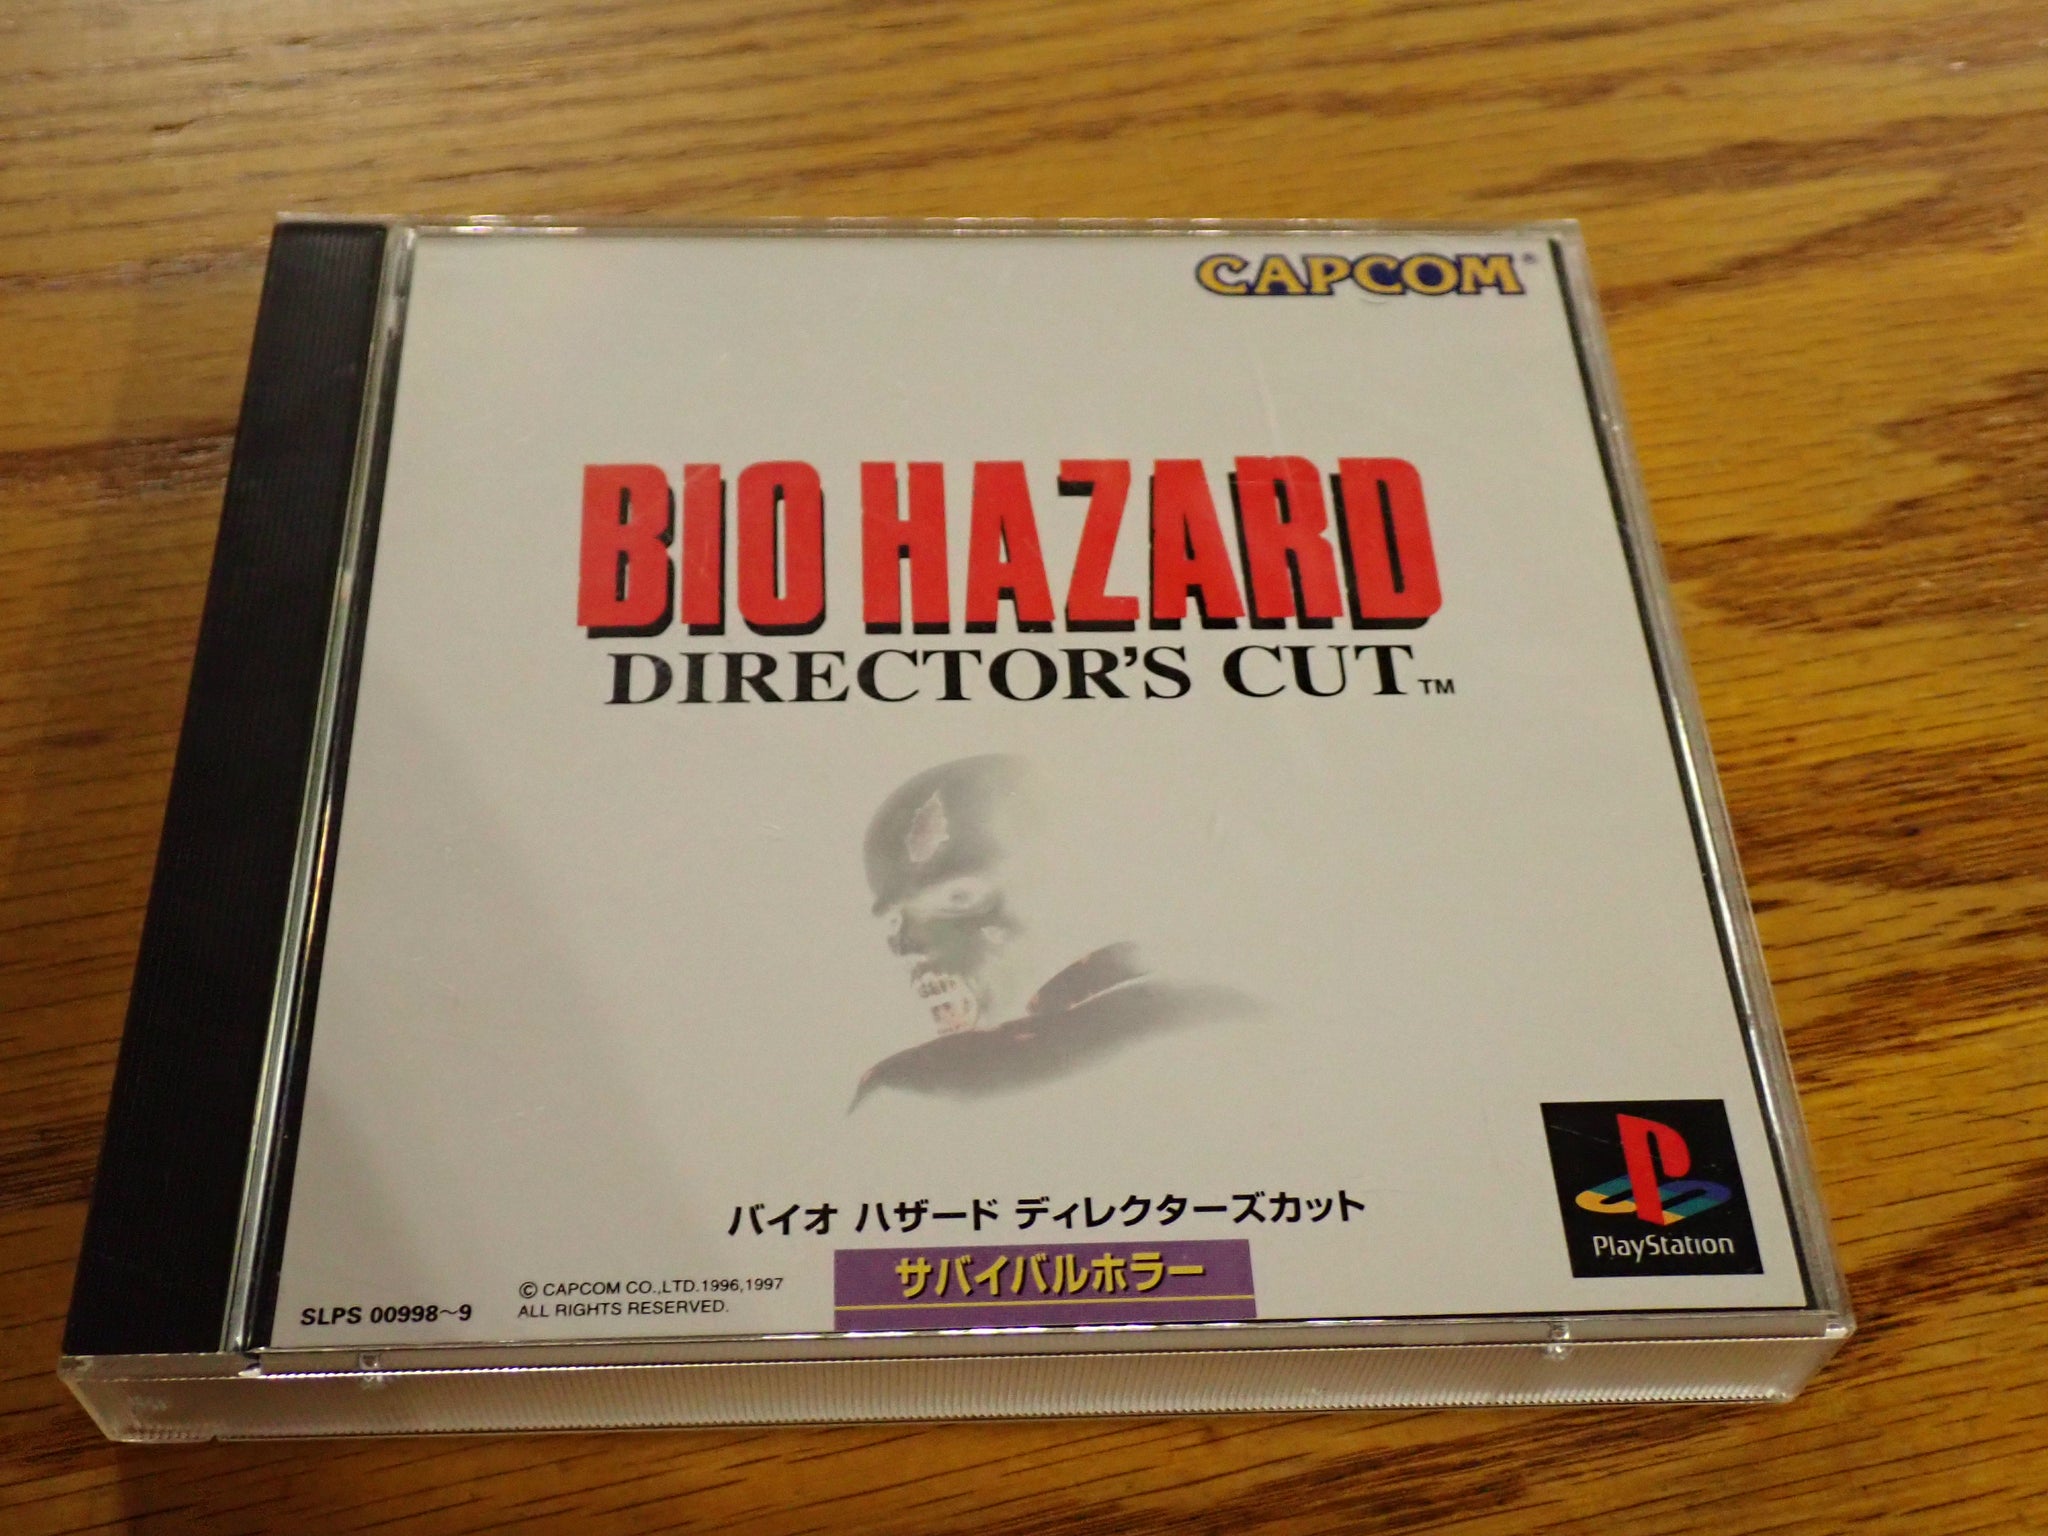 CAPCOM®
BIO HAZARD
DIRECTOR'S CUT™
バイオ ハザード ディレクターズカット
サバイバルホラー
PlayStation
SLPS 00998～9
© CAPCOM CO.,LTD.1996,1997
ALL RIGHTS RESERVED.